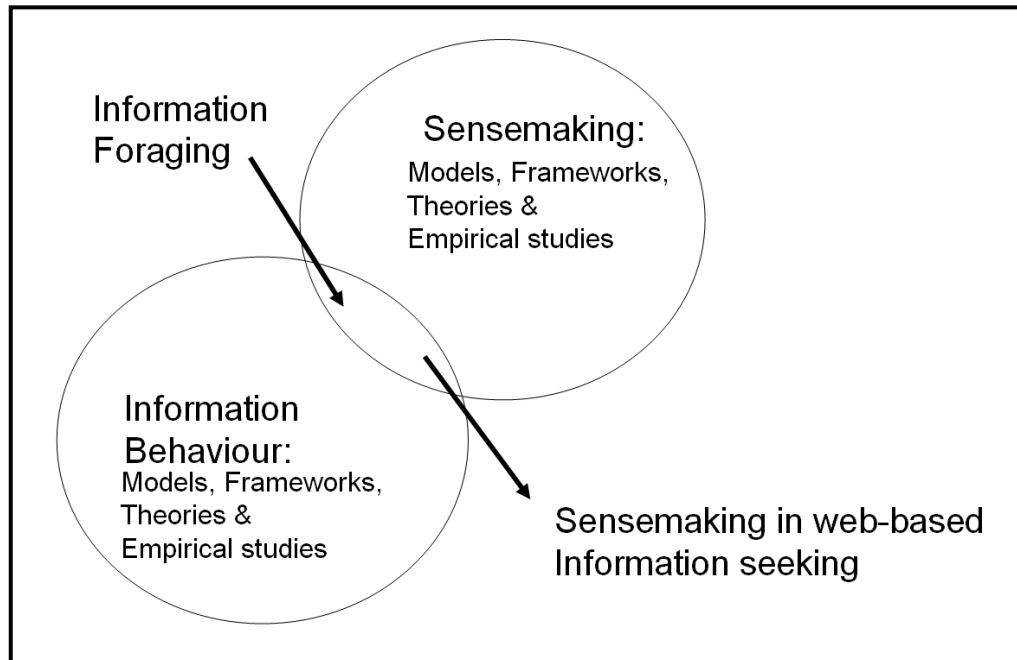 Information
Foraging
Sensemaking:
Models, Frameworks,
Theories &
Empirical studies
Information
Behaviour:
Models, Frameworks,
Theories &
Empirical studies
Sensemaking in web-based
Information seeking